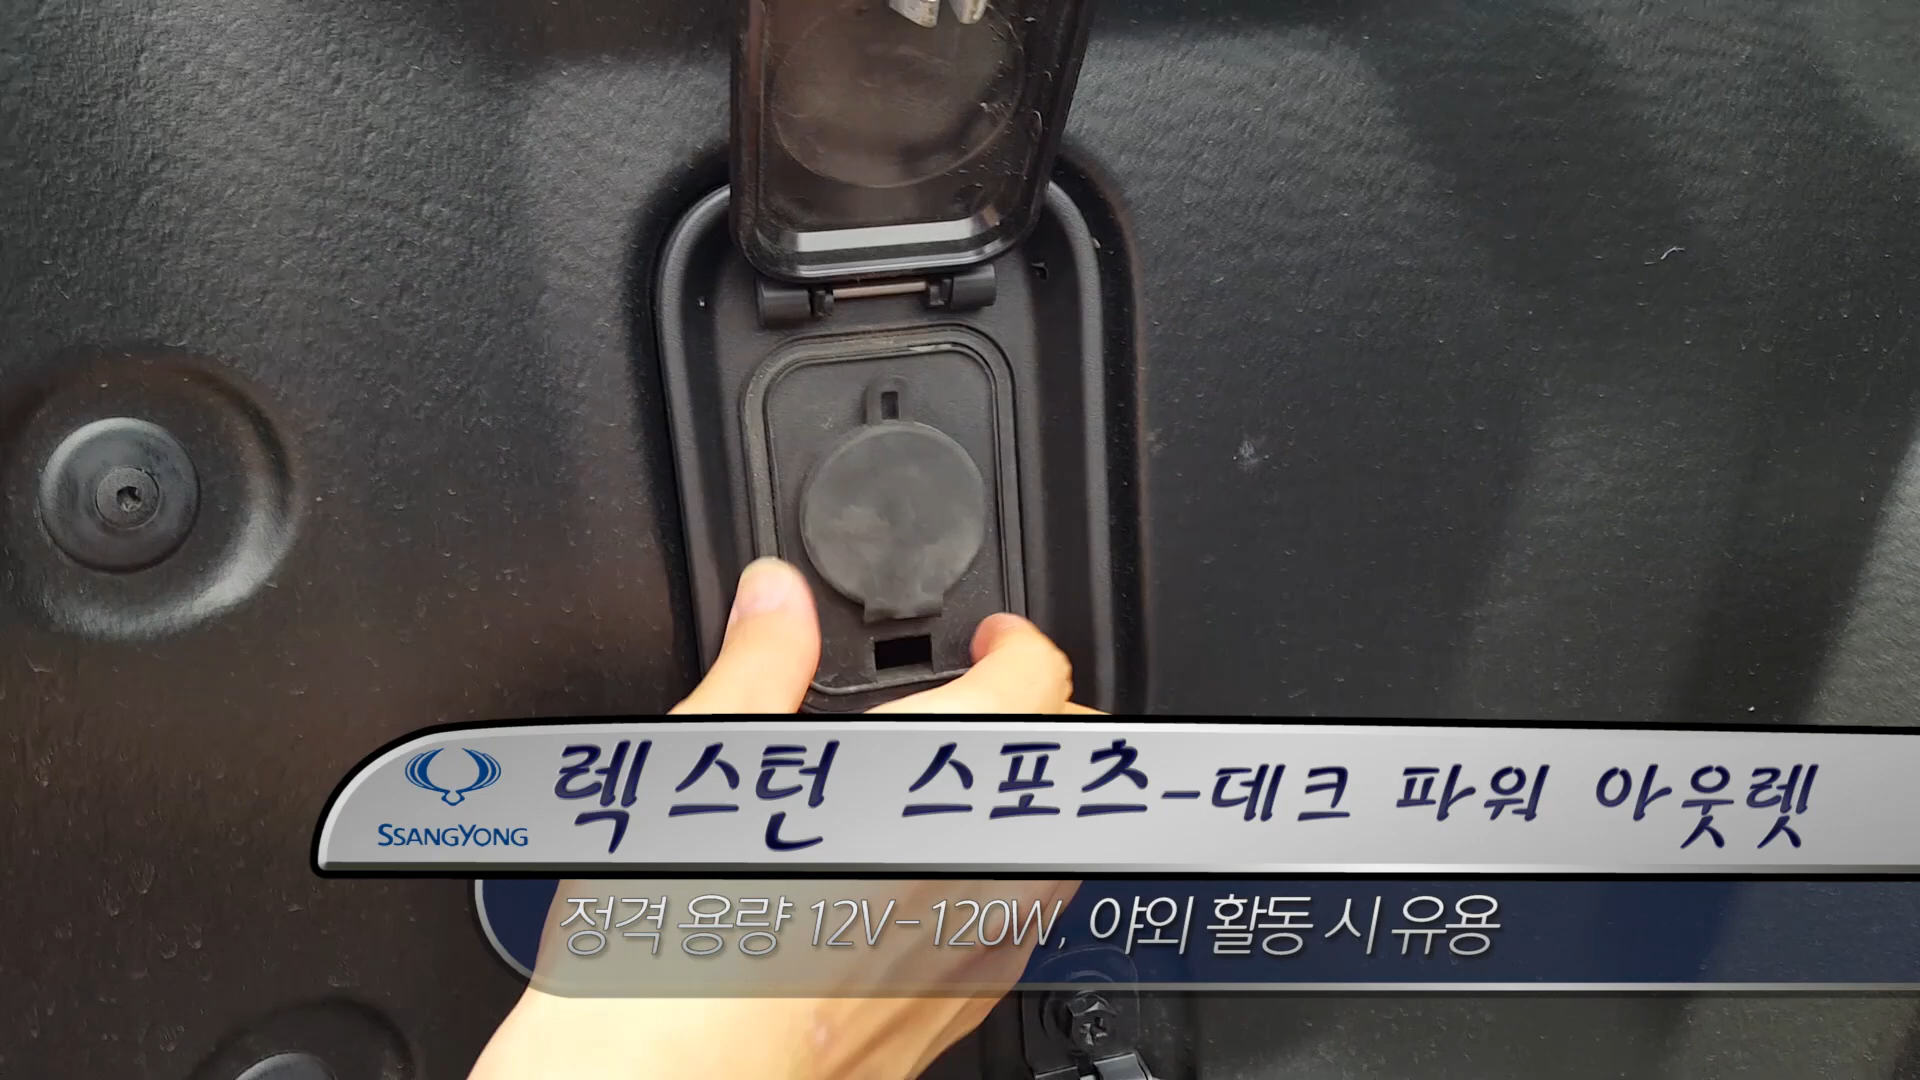 SSANGYONG
렉스턴 스포츠-데크 파워 아웃렛
정격 용량 12V-120W, 야외 활동 시 유용